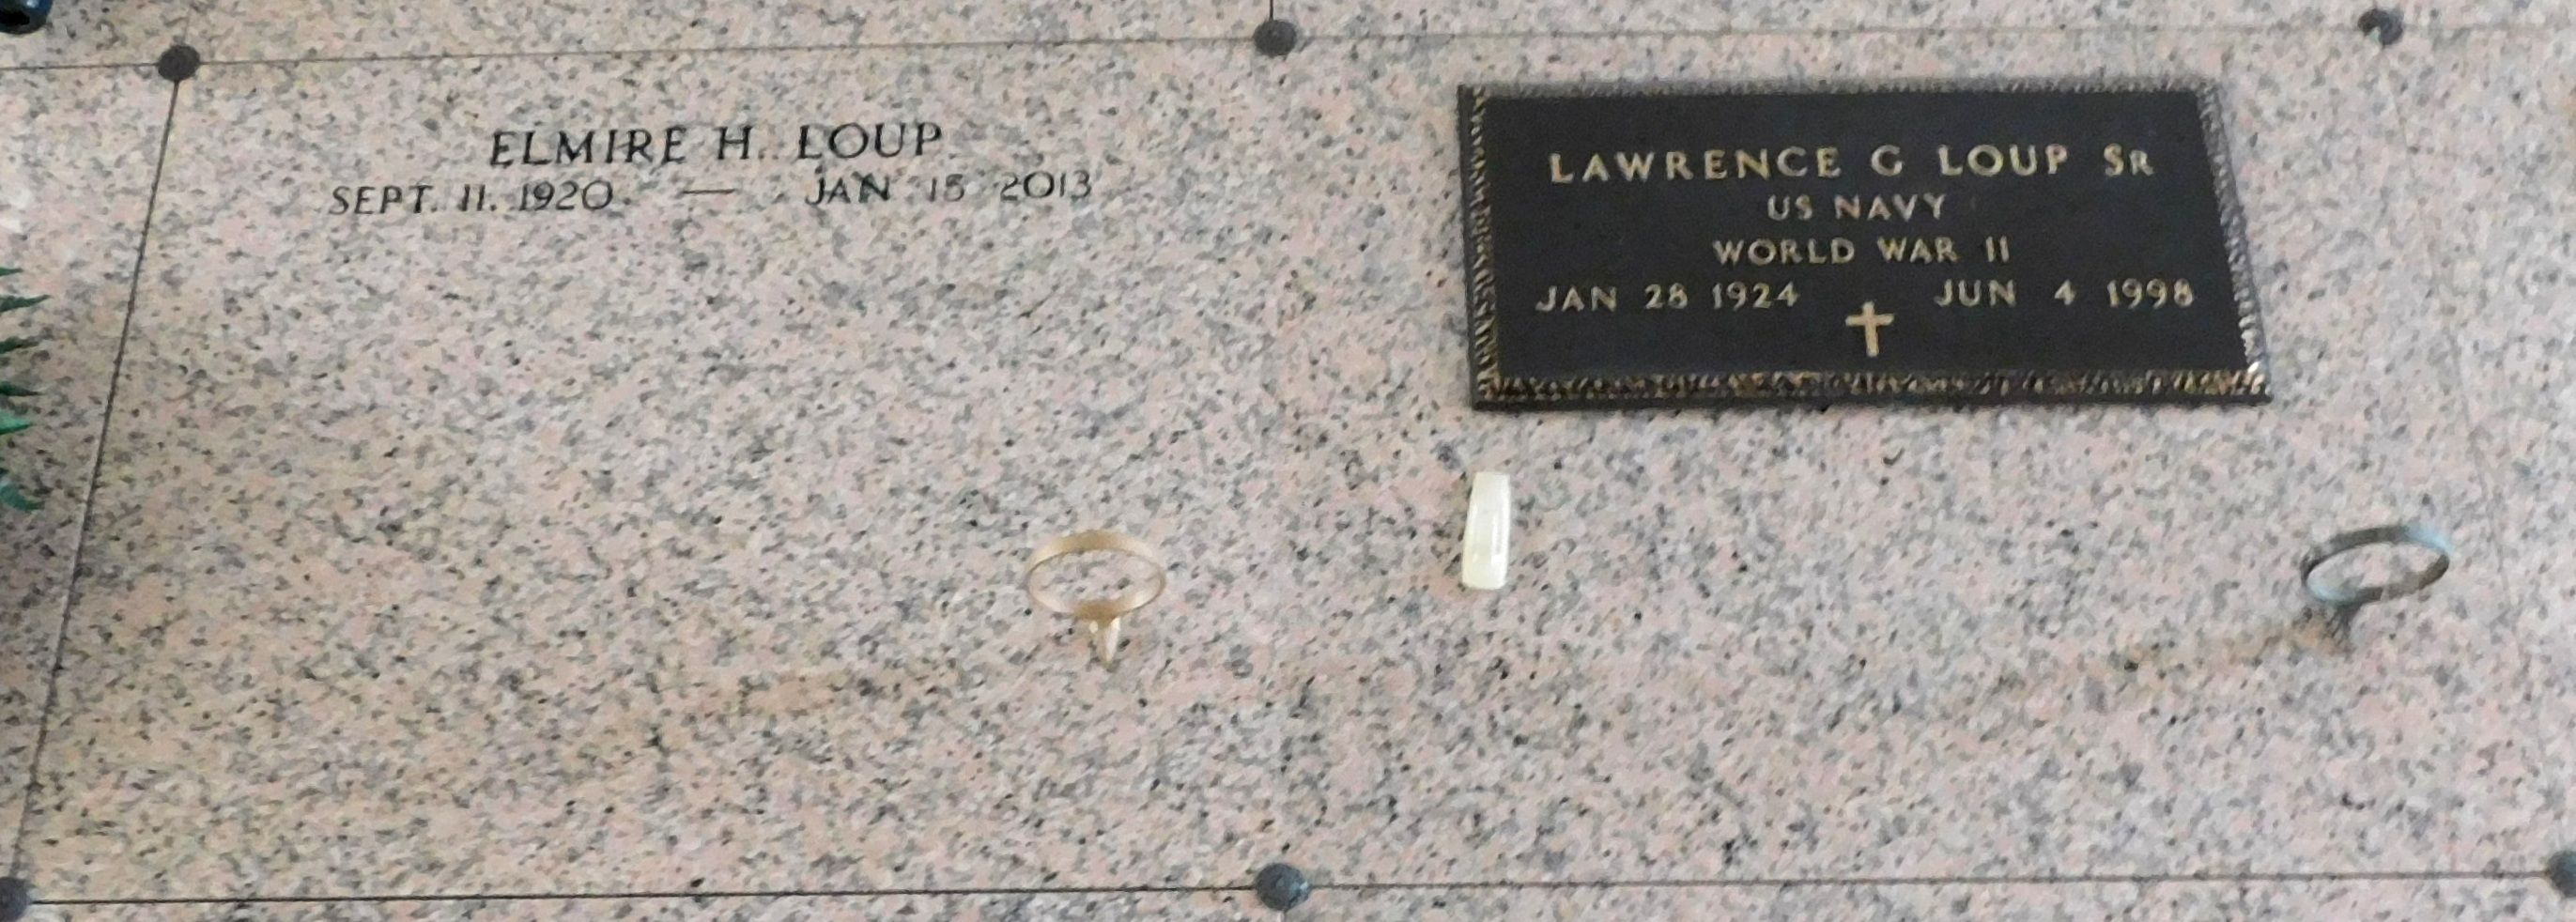 ELMIRE H. LOUP
SEPT. 11. 1920. — JAN 15 2013
LAWRENCE G LOUP SR
US NAVY
WORLD WAR II
JAN 28 1924 JUN 4 1998